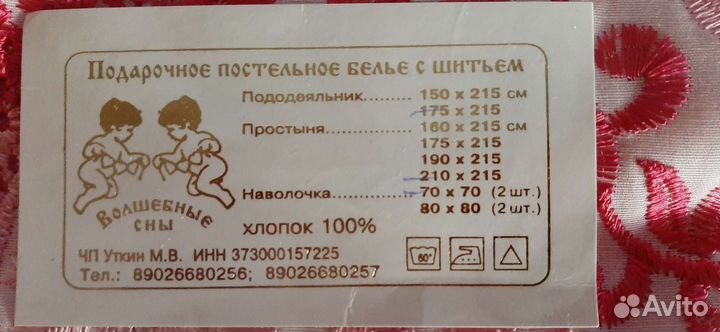 Подарочное постельное белье с шитьем
Пододеяльник......... 150 х 215 см
175 х 215
Простыня............... 160 х 215 см
175 х 215
190 х 215
210 х 215
Наволочка.............. 70 х 70 (2 шт.)
80 х 80 (2 шт.)
Волшебные
сны
хлопок 100%
ЧП Уткин М.В. ИНН 373000157225
Тел.: 89026680256; 89026680257
60°
Avito